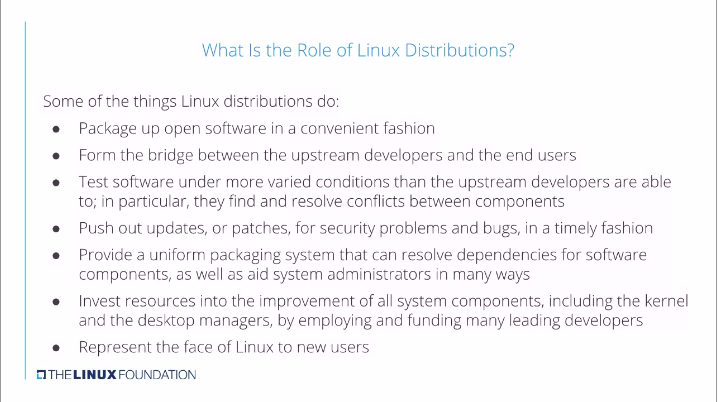 What Is the Role of Linux Distributions?
Some of the things Linux distributions do:
● Package up open software in a convenient fashion
● Form the bridge between the upstream developers and the end users
● Test software under more varied conditions than the upstream developers are able
to; in particular, they find and resolve conflicts between components
● Push out updates, or patches, for security problems and bugs, in a timely fashion
● Provide a uniform packaging system that can resolve dependencies for software
components, as well as aid system administrators in many ways
● Invest resources into the improvement of all system components, including the kernel
and the desktop managers, by employing and funding many leading developers
● Represent the face of Linux to new users
THE LINUX FOUNDATION